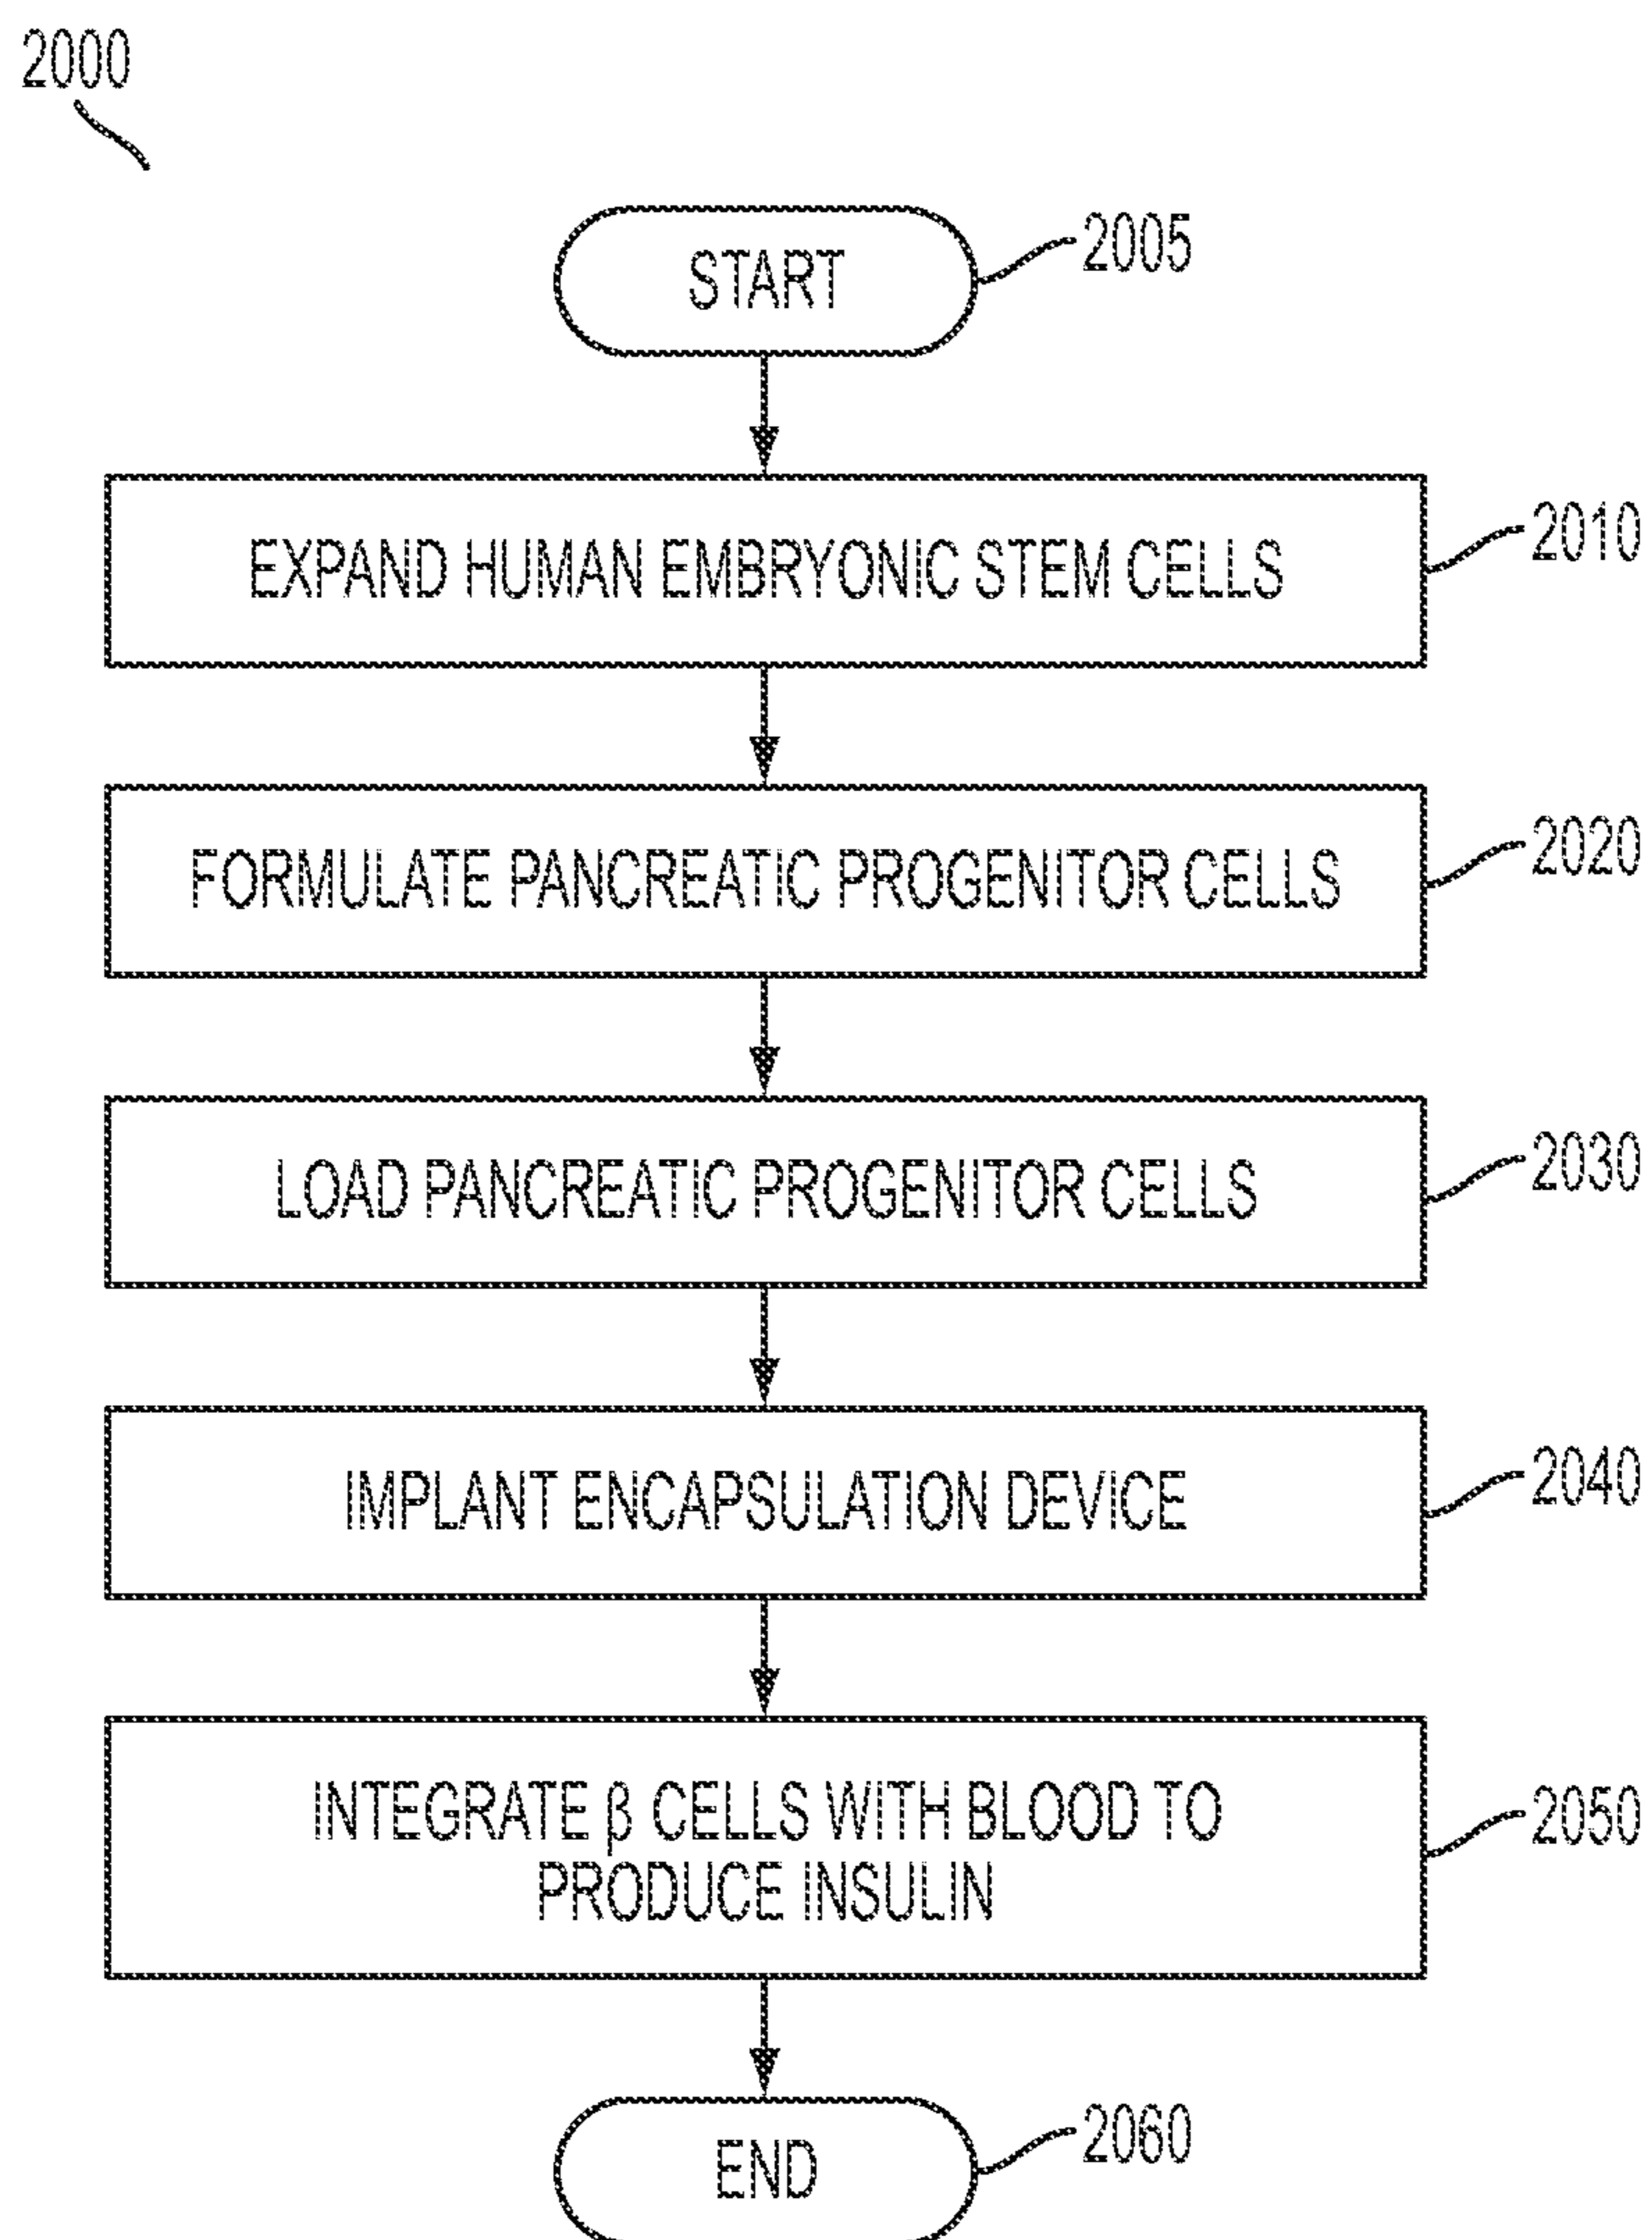 2000
START
2005
EXPAND HUMAN EMBRYONIC STEM CELLS
2010
FORMULATE PANCREATIC PROGENITOR CELLS
2020
LOAD PANCREATIC PROGENITOR CELLS
2030
IMPLANT ENCAPSULATION DEVICE
2040
INTEGRATE β CELLS WITH BLOOD TO
PRODUCE INSULIN
2050
END
2060